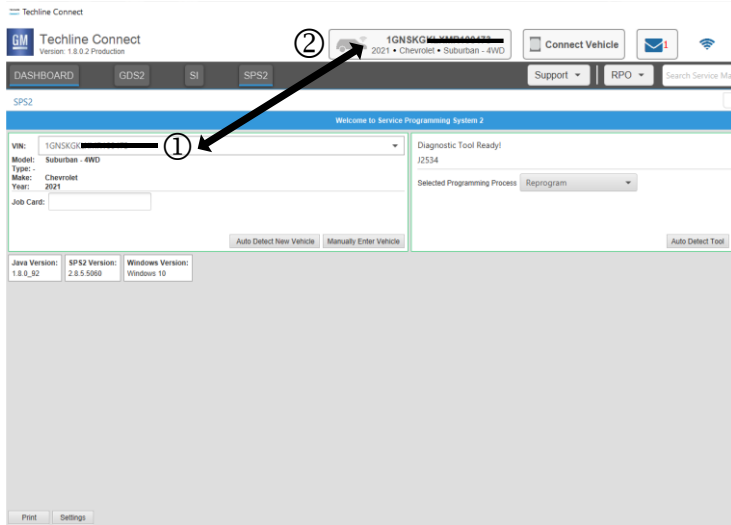 Techline Connect
GM
Techline Connect
Version: 1.8.0.2 Production
②
2021 • Chevrolet • Suburban - 4WD
Connect Vehicle
1
DASHBOARD GDS2 SI SPS2
Support RPO Search Service Ma
SPS2
Welcome to Service Programming System 2
VIN: 1GNSKGK
①
Model: Suburban - 4WD
Type: -
Make: Chevrolet
Year: 2021
Job Card:
Auto Detect New Vehicle Manually Enter Vehicle
Diagnostic Tool Ready!
J2534
Selected Programming Process Reprogram
Auto Detect Tool
Java Version: SPS2 Version: Windows Version:
1.8.0_92 2.8.5.5060 Windows 10
Print Settings